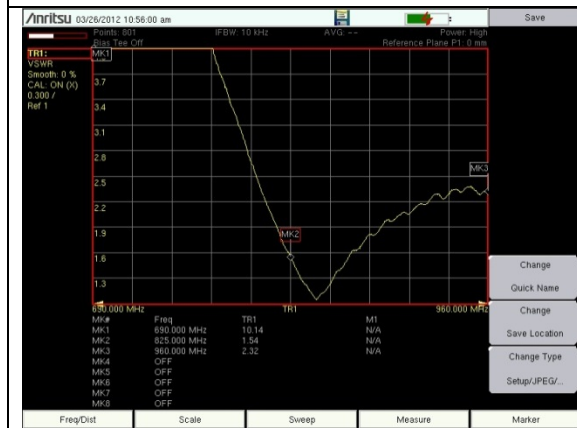 Anritsu 03/26/2012 10:56:00 am
Save
Points: 801 IFBW: 10 kHz AVG: -- Power: High
Bias Tee Off Reference Plane P1: 0 mm
TR1:
VSWR
Smooth: 0 %
CAL: ON (X)
0.300 /
Ref 1
MK1
3.7
3.4
3.1
2.8
MK3
2.5
2.2
1.9
MK2
1.6
1.3
690.000 MHz TR1 960.000 MHz
MK# Freq TR1 M1
MK1 690.000 MHz 10.14 N/A
MK2 825.000 MHz 1.54 N/A
MK3 960.000 MHz 2.32 N/A
MK4 OFF
MK5 OFF
MK6 OFF
MK7 OFF
MK8 OFF
Change
Quick Name
Change
Save Location
Change Type
Setup/JPEG/...
Freq/Dist Scale Sweep Measure Marker